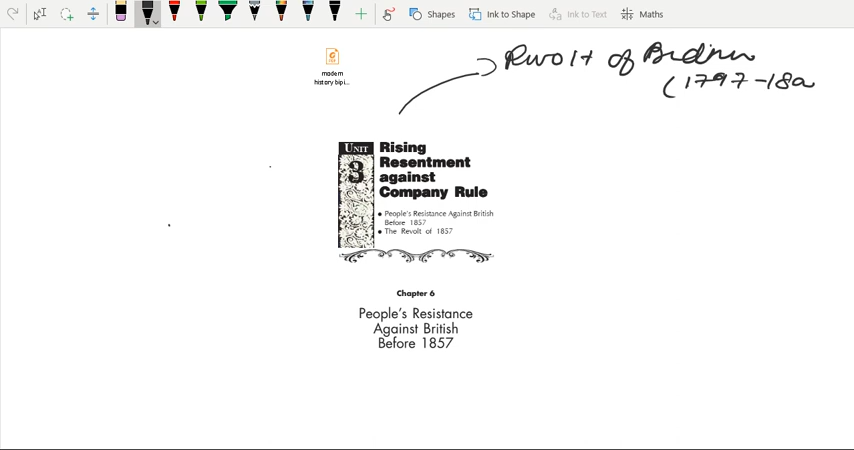 Shapes
Ink to Shape
Ink to Text
Maths
modern
history bipi...
of
(1797-180
UNIT
3
Rising
Resentment
against
Company Rule
• People's Resistance Against British
Before 1857
• The Revolt of 1857
Chapter 6
People's Resistance
Against British
Before 1857